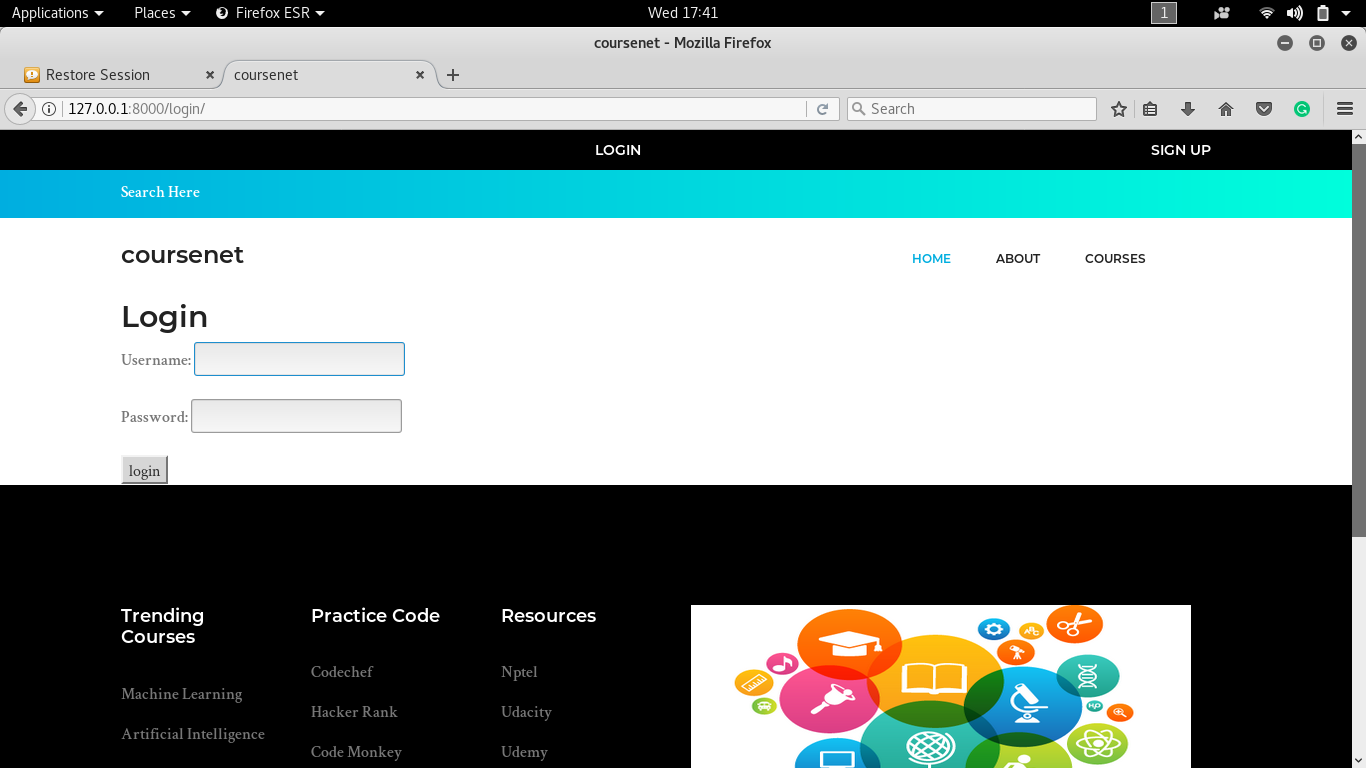 Applications Places Firefox ESR Wed 17:41 1
coursenet - Mozilla Firefox
Restore Session coursenet
127.0.0.1:8000/login/ Search
LOGIN SIGN UP
Search Here
coursenet HOME ABOUT COURSES
Login
Username:
Password:
login
Trending Courses
Machine Learning
Artificial Intelligence
Practice Code
Codechef
Hacker Rank
Code Monkey
Resources
Nptel
Udacity
Udemy